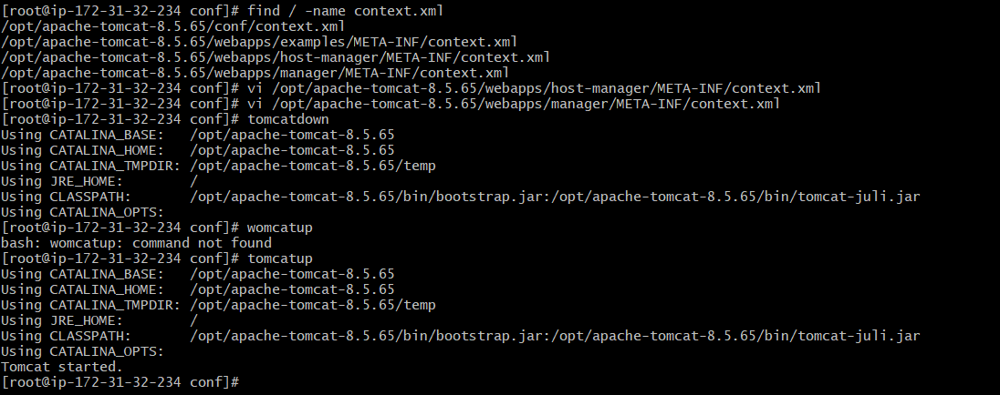 [root@ip-172-31-32-234 conf]# find / -name context.xml
/opt/apache-tomcat-8.5.65/conf/context.xml
/opt/apache-tomcat-8.5.65/webapps/examples/META-INF/context.xml
/opt/apache-tomcat-8.5.65/webapps/host-manager/META-INF/context.xml
/opt/apache-tomcat-8.5.65/webapps/manager/META-INF/context.xml
[root@ip-172-31-32-234 conf]# vi /opt/apache-tomcat-8.5.65/webapps/host-manager/META-INF/context.xml
[root@ip-172-31-32-234 conf]# vi /opt/apache-tomcat-8.5.65/webapps/manager/META-INF/context.xml
[root@ip-172-31-32-234 conf]# tomcatdown
Using CATALINA_BASE:   /opt/apache-tomcat-8.5.65
Using CATALINA_HOME:   /opt/apache-tomcat-8.5.65
Using CATALINA_TMPDIR: /opt/apache-tomcat-8.5.65/temp
Using JRE_HOME:        /
Using CLASSPATH:       /opt/apache-tomcat-8.5.65/bin/bootstrap.jar:/opt/apache-tomcat-8.5.65/bin/tomcat-juli.jar
Using CATALINA_OPTS:
[root@ip-172-31-32-234 conf]# womcatup
bash: womcatup: command not found
[root@ip-172-31-32-234 conf]# tomcatup
Using CATALINA_BASE:   /opt/apache-tomcat-8.5.65
Using CATALINA_HOME:   /opt/apache-tomcat-8.5.65
Using CATALINA_TMPDIR: /opt/apache-tomcat-8.5.65/temp
Using JRE_HOME:        /
Using CLASSPATH:       /opt/apache-tomcat-8.5.65/bin/bootstrap.jar:/opt/apache-tomcat-8.5.65/bin/tomcat-juli.jar
Using CATALINA_OPTS:
Tomcat started.
[root@ip-172-31-32-234 conf]#